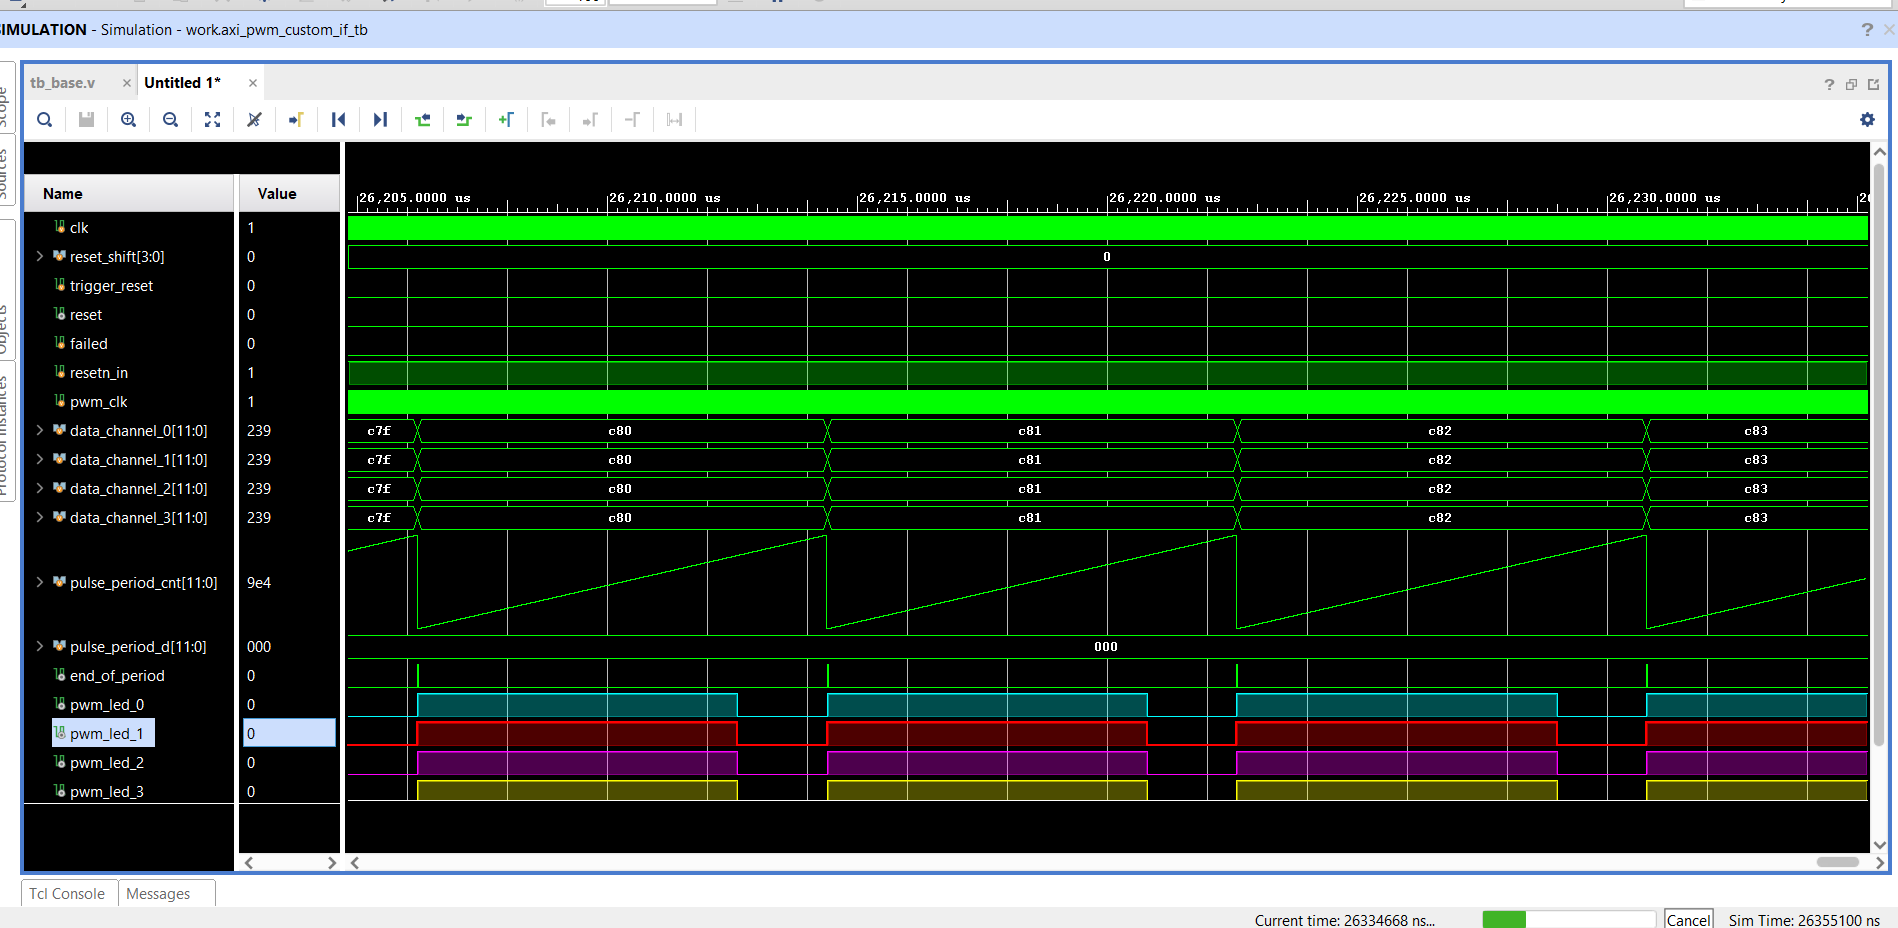 SIMULATION - Simulation - work.axi_pwm_custom_if_tb ?
tb_base.v Untitled 1* ?
Scope
Sources
Objects
Protocol Instances
Name Value
26,205.0000 us 26,210.0000 us 26,215.0000 us 26,220.0000 us 26,225.0000 us 26,230.0000 us
clk 1
reset_shift[3:0] 0 0
trigger_reset 0
reset 0
failed 0
resetn_in 1
pwm_clk 1
data_channel_0[11:0] 239 c7f c80 c81 c82 c83
data_channel_1[11:0] 239 c7f c80 c81 c82 c83
data_channel_2[11:0] 239 c7f c80 c81 c82 c83
data_channel_3[11:0] 239 c7f c80 c81 c82 c83
pulse_period_cnt[11:0] 9e4
pulse_period_d[11:0] 000 000
end_of_period 0
pwm_led_0 0
pwm_led_1 0
pwm_led_2 0
pwm_led_3 0
Tcl Console Messages
Current time: 26334668 ns... Cancel Sim Time: 26355100 ns